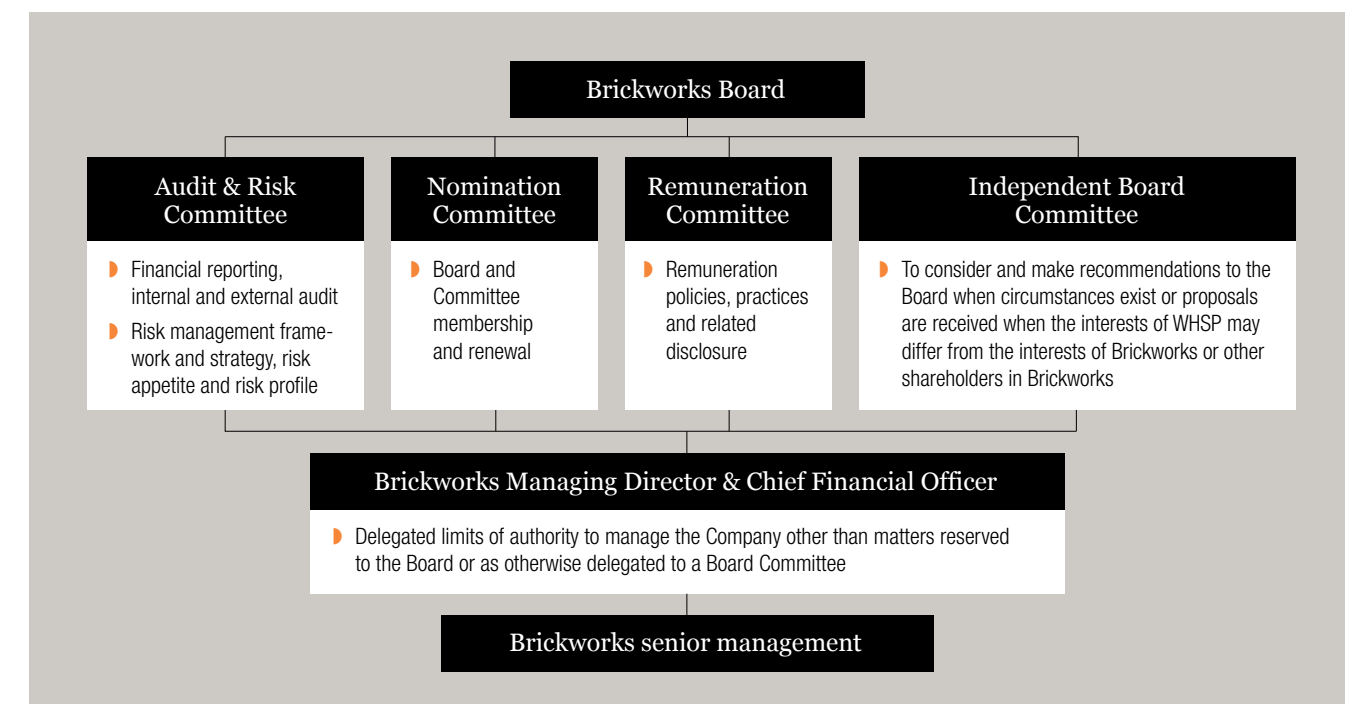 Brickworks Board
Audit & Risk
Committee
Financial reporting,
internal and external audit
Risk management frame-
work and strategy, risk
appetite and risk profile
Nomination
Committee
Board and
Committee
membership
and renewal
Remuneration
Committee
Remuneration
policies, practices
and related
disclosure
Independent Board
Committee
To consider and make recommendations to the
Board when circumstances exist or proposals
are received when the interests of WHSP may
differ from the interests of Brickworks or other
shareholders in Brickworks
Brickworks Managing Director & Chief Financial Officer
Delegated limits of authority to manage the Company other than matters reserved
to the Board or as otherwise delegated to a Board Committee
Brickworks senior management